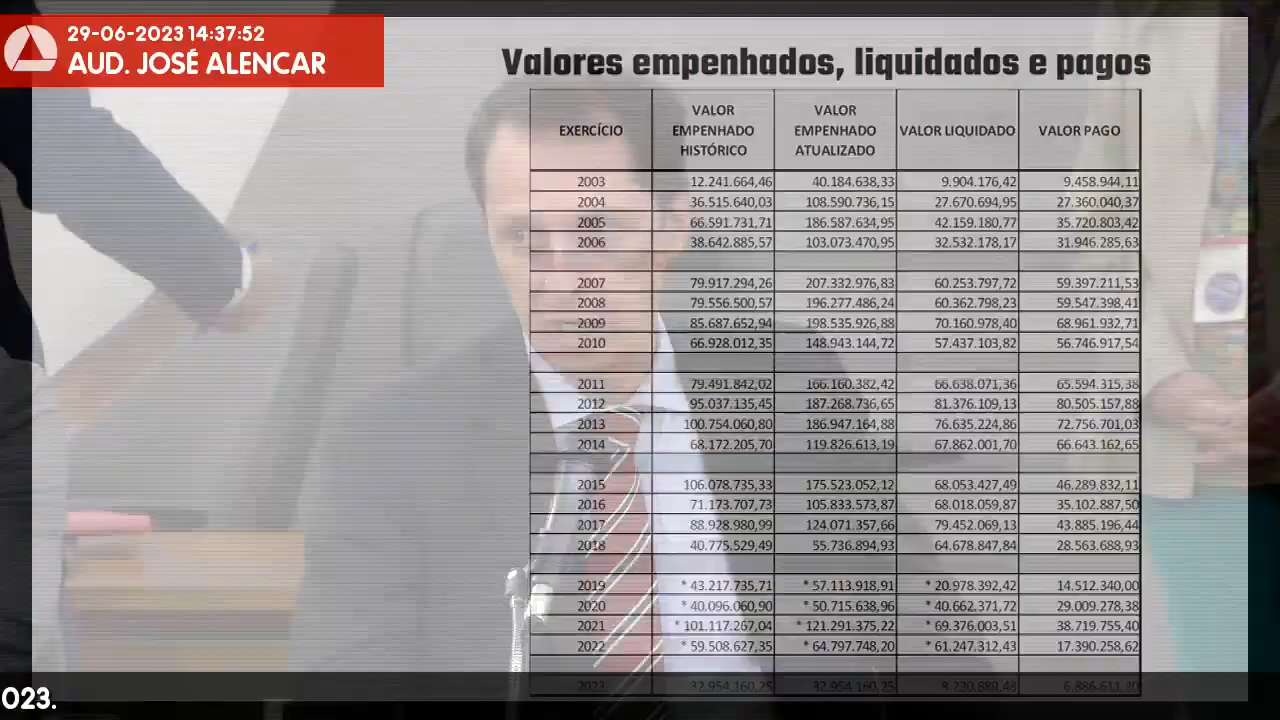 29-06-2023 14:37:52
AUD. JOSÉ ALENCAR
Valores empenhados, liquidados e pagos
EXERCÍCIO VALOR EMPENHADO HISTÓRICO VALOR EMPENHADO ATUALIZADO VALOR LIQUIDADO VALOR PAGO
2003 12.241.664,46 40.184.638,33 9.904.176,42 9.458.944,11
2004 36.515.640,03 108.590.736,15 27.670.694,95 27.360.040,37
2005 66.591.731,71 186.587.634,95 42.159.180,77 35.720.803,42
2006 38.642.885,57 103.073.470,95 32.532.178,17 31.946.285,63
2007 79.917.294,26 207.332.976,83 60.253.797,72 59.397.211,53
2008 79.556.500,57 196.277.486,24 60.362.798,23 59.547.398,41
2009 85.687.652,94 198.535.926,88 70.160.978,40 68.961.932,71
2010 66.928.012,35 148.943.144,72 57.437.103,82 56.746.917,54
2011 79.491.842,02 166.160.382,42 66.638.071,36 65.594.315,38
2012 95.037.135,45 187.268.736,65 81.376.109,13 80.505.157,88
2013 100.754.060,80 186.947.164,88 76.635.224,86 72.756.701,03
2014 68.172.205,70 119.826.613,19 67.862.001,70 66.643.162,65
2015 106.078.735,33 175.523.052,12 68.053.427,49 46.289.832,11
2016 71.173.707,73 105.833.573,87 68.018.059,87 35.102.887,50
2017 88.928.980,99 124.071.357,66 79.452.069,13 43.885.196,44
2018 40.775.529,49 55.736.894,93 64.678.847,84 28.563.688,93
2019 * 43.217.735,71 * 57.113.918,91 * 20.978.392,42 14.512.340,00
2020 * 40.096.060,90 * 50.715.638,96 * 40.662.371,72 29.009.278,38
2021 * 101.117.267,04 * 121.291.375,22 * 69.376.003,51 38.719.755,40
2022 * 59.508.627,35 * 64.797.748,20 * 61.247.312,43 17.390.258,62
2023 32.954.160,25 32.954.160,25
023.